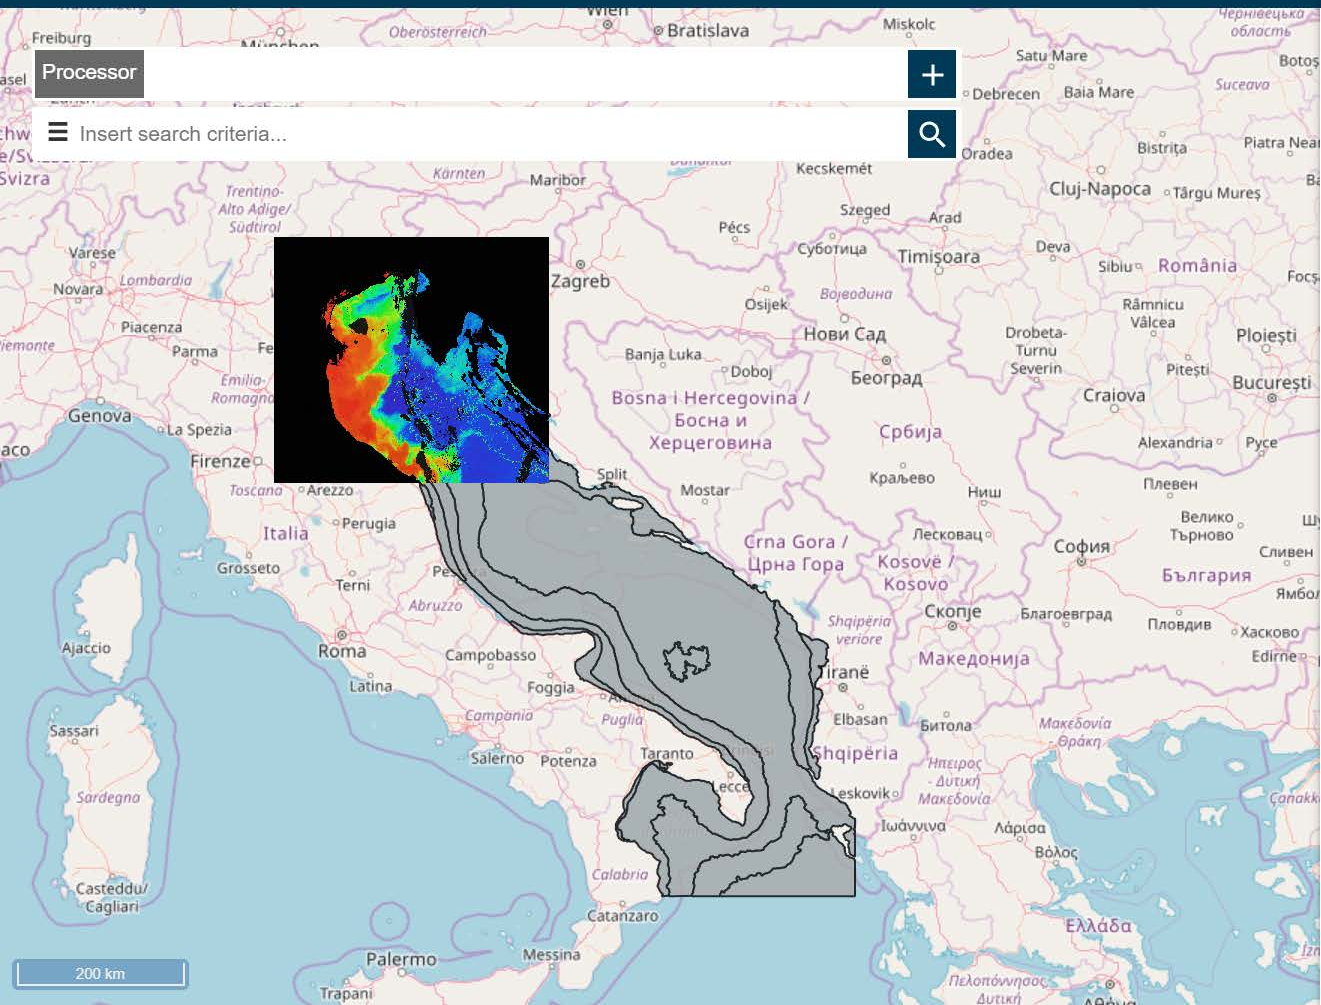 Wien
Bratislava
Miskolc
Чернівецька
область
Freiburg
Oberösterreich
München
Satu Mare
Processor
Debrecen
Baia Mare
Suceava
Insert search criteria...
Oradea
Bistrița
Svizra
Kärnten
Maribor
Kecskemét
Cluj-Napoca
Târgu Mureș
Trentino-
Alto Adige/
Südtirol
Szeged
Arad
Pécs
Суботица
Timișoara
Deva
Sibiu
România
Varese
Lombardia
Novara
Zagreb
Војводина
Osijek
Râmnicu
Vâlcea
Piacenza
Нови Сад
Drobeta-
Turnu
Severin
Ploiești
Parma
Banja Luka
Doboj
Београд
Pitești
București
Emilia-
Romagna
Craiova
Bosna i Hercegovina /
Босна и
Херцеговина
Genova
La Spezia
Србија
Alexandria
Русе
Firenze
Split
Краљево
Плевен
Toscana
Arezzo
Mostar
Ниш
Велико
Търново
Perugia
Italia
Crna Gora /
Црна Гора
Лесковац
София
Сливен
Kosovë /
Kosovo
България
Grosseto
Terni
Abruzzo
Скопје
Благоевград
Пловдив
Хасково
Ajaccio
Roma
Campobasso
Shqipëria
veriore
Македонија
Edirne
Latina
Foggia
Elbasan
Битола
Μακεδονία
Θράκη
Sassari
Campania
Puglia
Salerno
Potenza
Taranto
Shqipëria
Ήπειρος
- Δυτική
Μακεδονία
Sardegna
Lecce
Leskovik
Ιωάννινα
Λάρισα
Βόλος
Casteddu/
Cagliari
Calabria
Catanzaro
Ελλάδα
Palermo
Messina
200 km
Trapani
Πελοπόννησος,
Δυτική